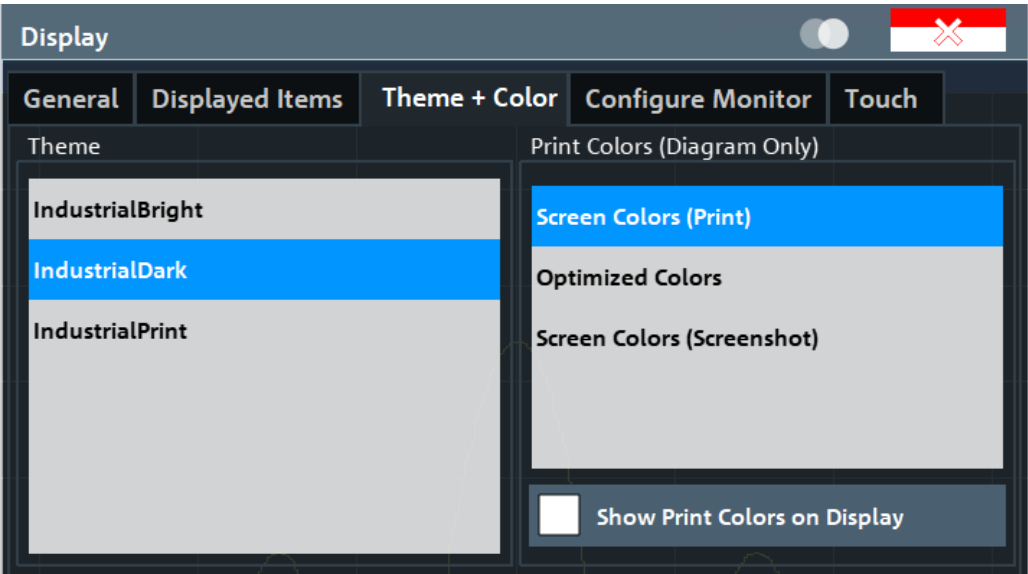 Display
General
Displayed Items
Theme + Color
Configure Monitor
Touch
Theme
IndustrialBright
IndustrialDark
IndustrialPrint
Print Colors (Diagram Only)
Screen Colors (Print)
Optimized Colors
Screen Colors (Screenshot)
Show Print Colors on Display